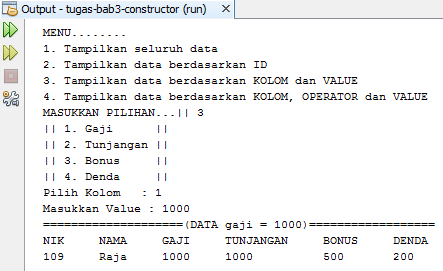 Output - tugas-bab3-constructor (run)
MENU........
1. Tampilkan seluruh data
2. Tampilkan data berdasarkan ID
3. Tampilkan data berdasarkan KOLOM dan VALUE
4. Tampilkan data berdasarkan KOLOM, OPERATOR dan VALUE
MASUKKAN PILIHAN...|| 3
|| 1. Gaji ||
|| 2. Tunjangan ||
|| 3. Bonus ||
|| 4. Denda ||
Pilih Kolom : 1
Masukkan Value : 1000
====================(DATA gaji = 1000)==================
NIK NAMA GAJI TUNJANGAN BONUS DENDA
109 Raja 1000 1000 500 200